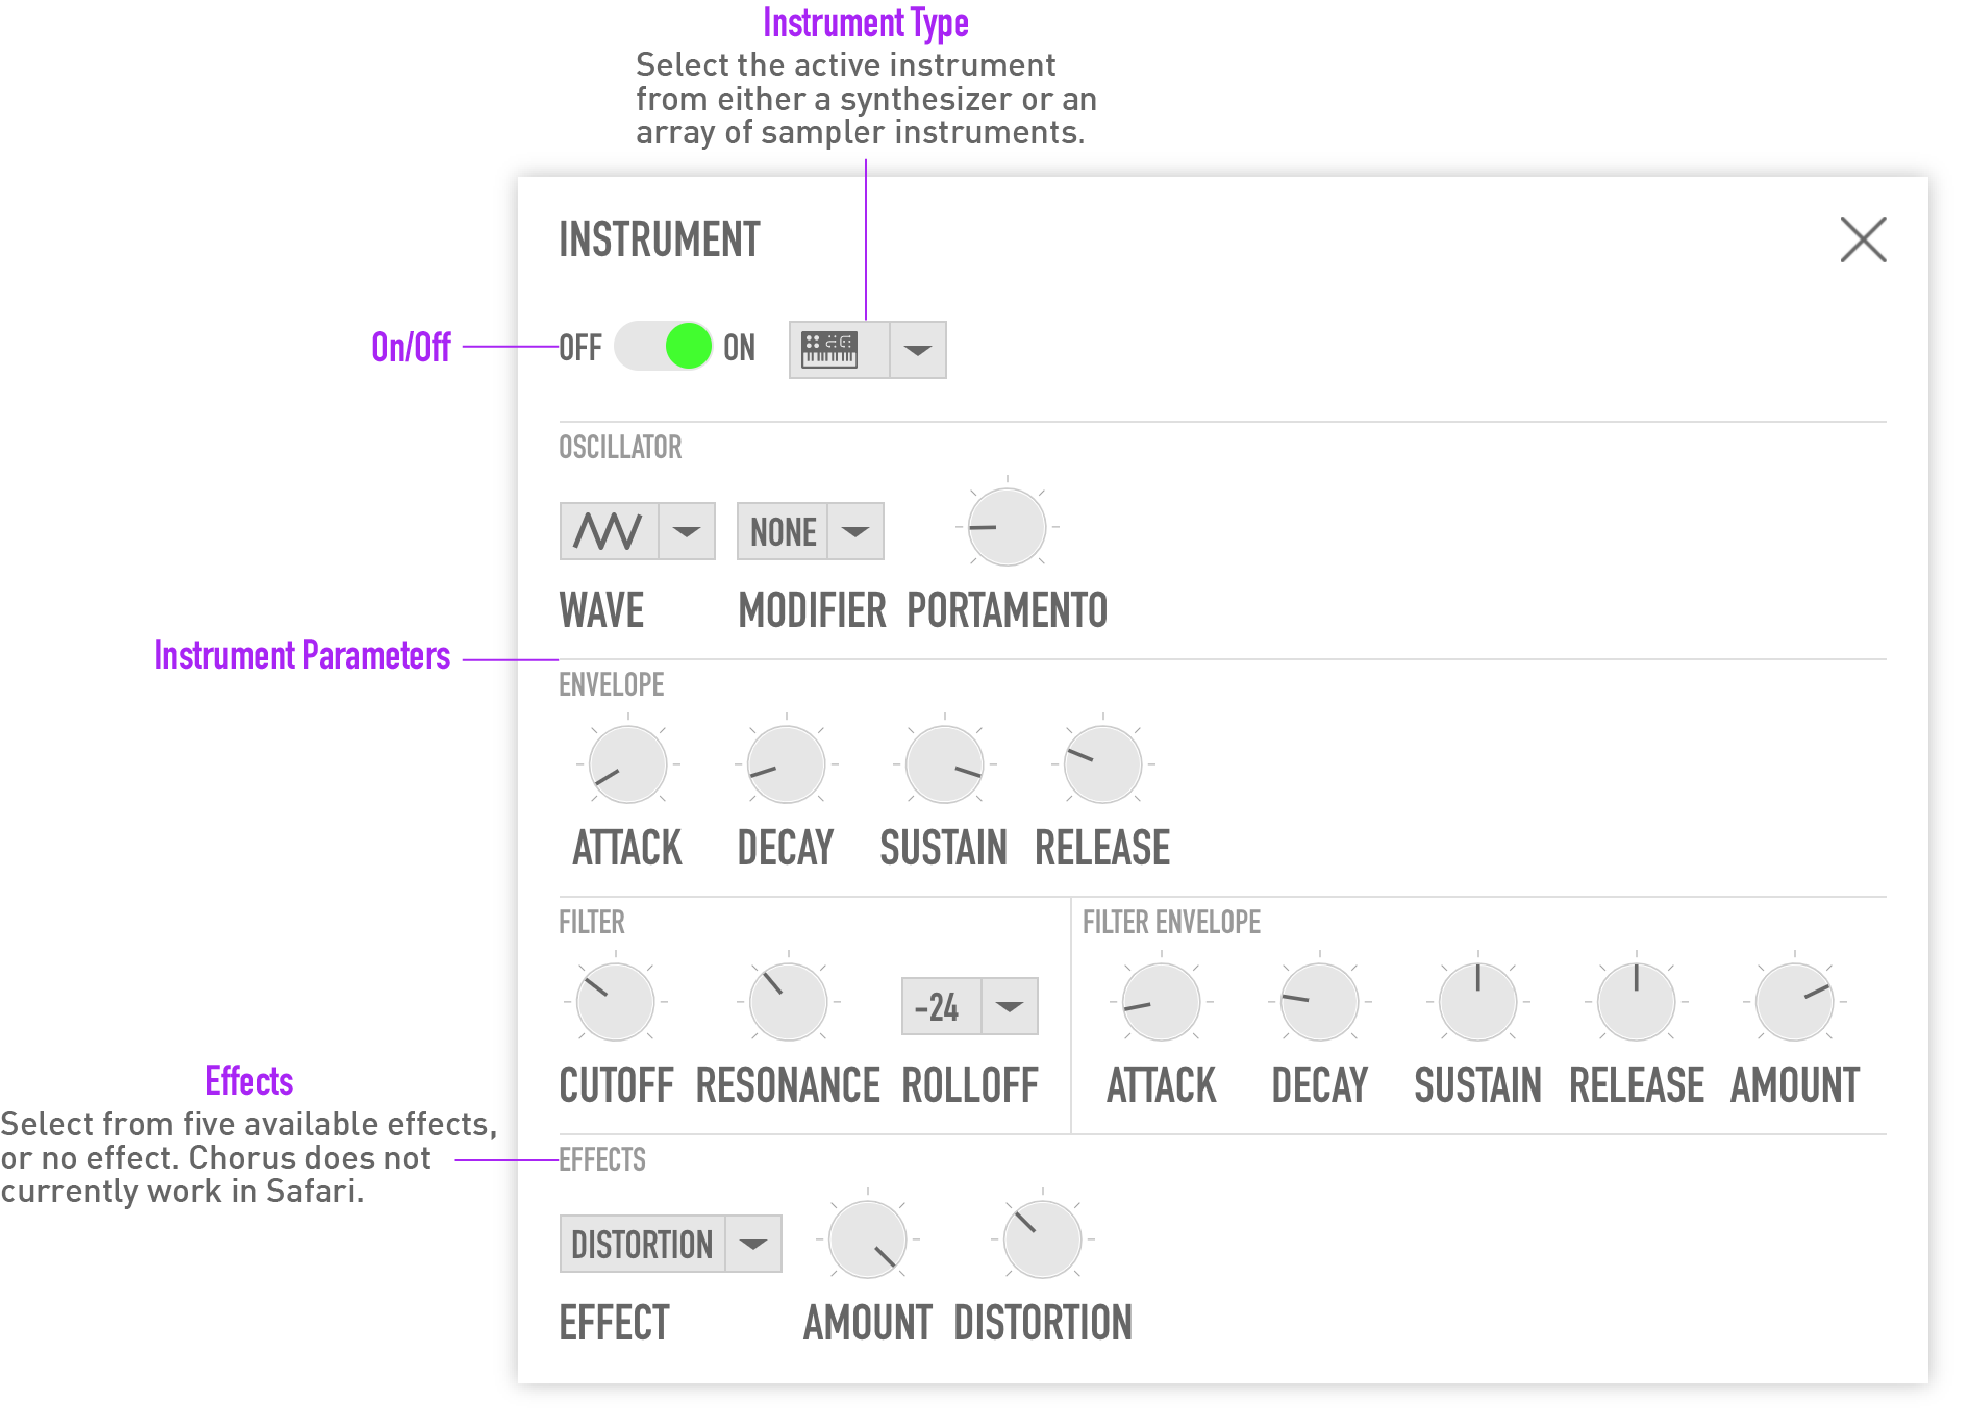 Instrument Type
Select the active instrument
from either a synthesizer or an
array of sampler instruments.
INSTRUMENT
On/Off
OFF ON
OSCILLATOR
NONE
WAVE MODIFIER PORTAMENTO
Instrument Parameters
ENVELOPE
ATTACK DECAY SUSTAIN RELEASE
FILTER FILTER ENVELOPE
-24
CUTOFF RESONANCE ROLLOFF ATTACK DECAY SUSTAIN RELEASE AMOUNT
Effects
Select from five available effects,
or no effect. Chorus does not
currently work in Safari.
EFFECTS
DISTORTION
EFFECT AMOUNT DISTORTION